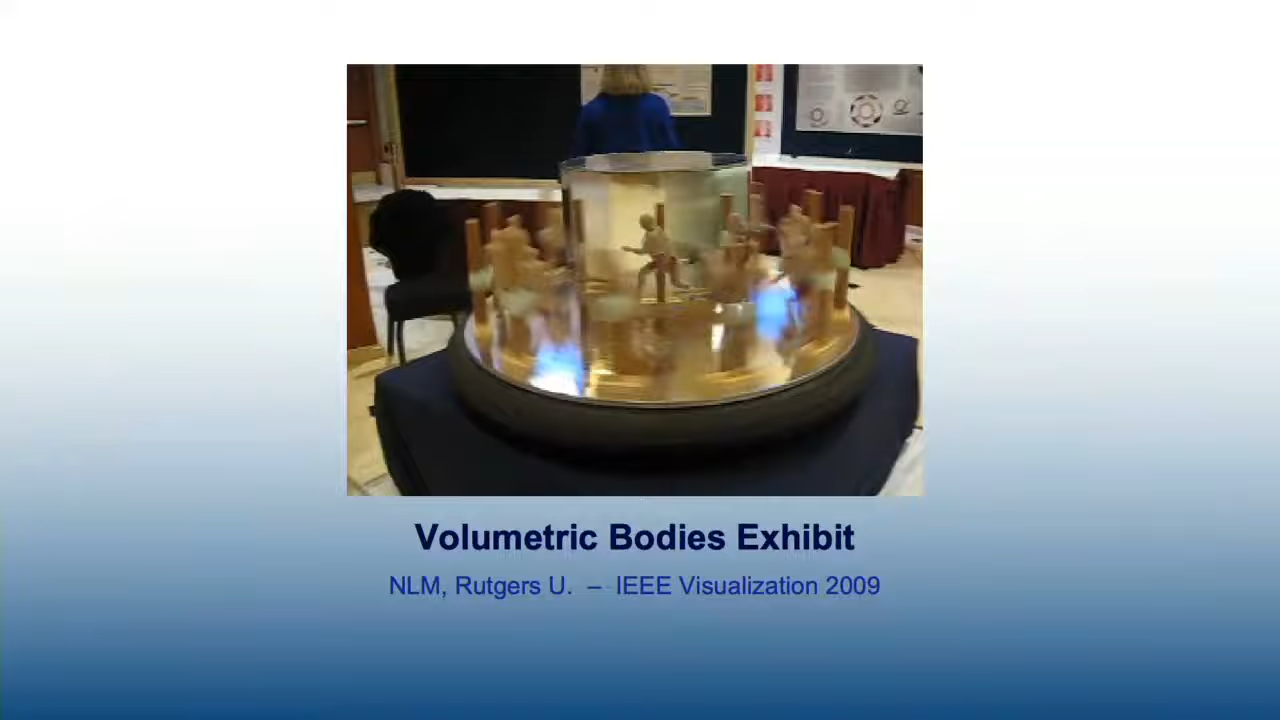 Volumetric Bodies Exhibit
NLM, Rutgers U. – IEEE Visualization 2009